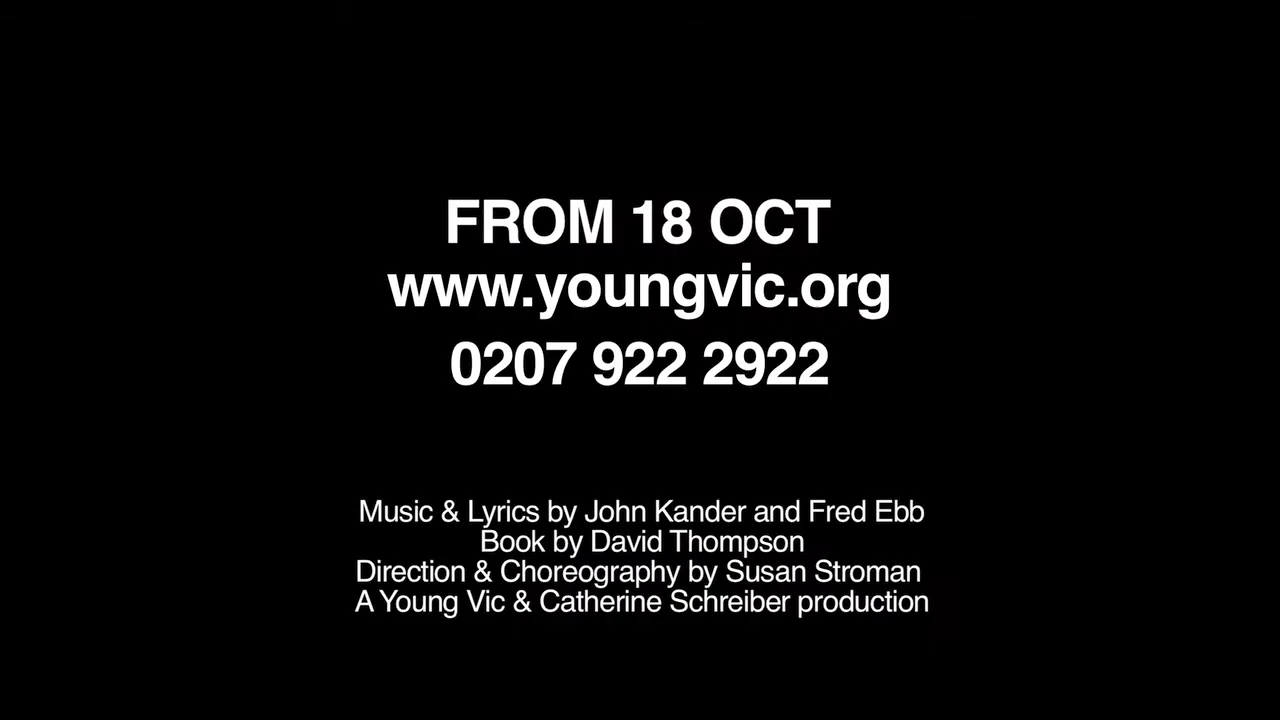 FROM 18 OCT
www.youngvic.org
0207 922 2922
Music & Lyrics by John Kander and Fred Ebb
Book by David Thompson
Direction & Choreography by Susan Stroman
A Young Vic & Catherine Schreiber production